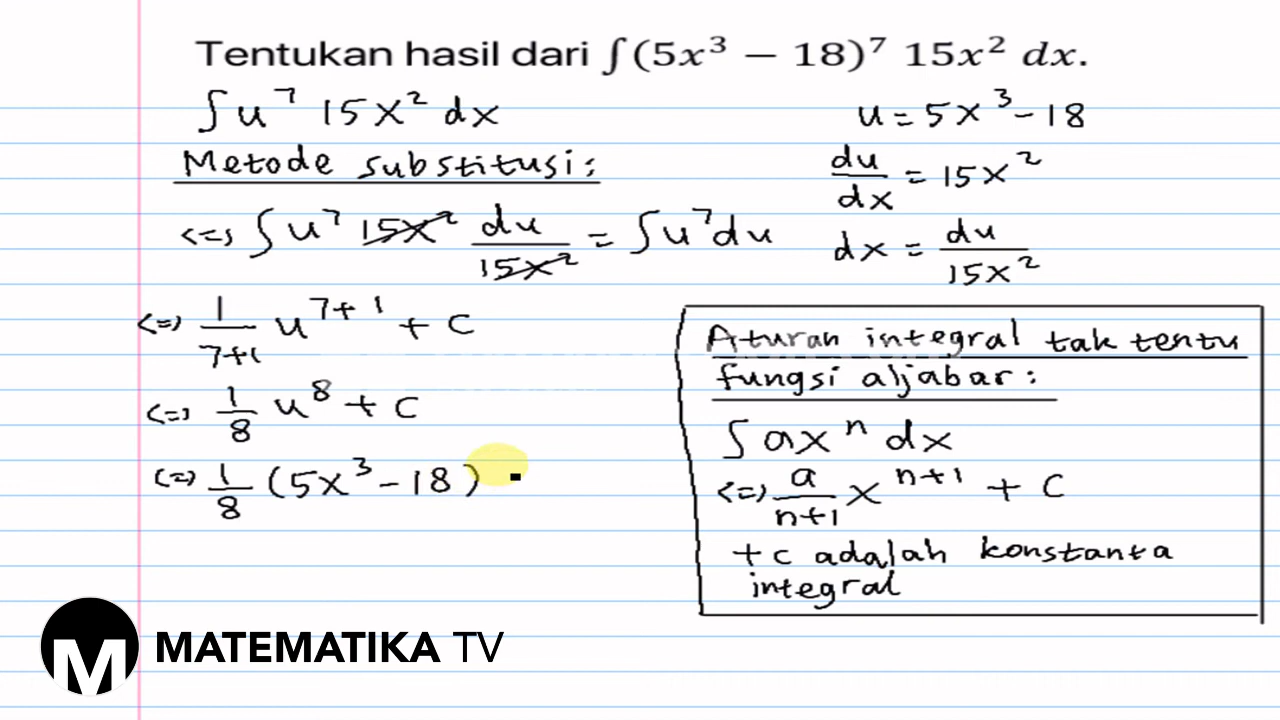 Tentukan hasil dari ∫(5x³ − 18)⁷ 15x² dx.
∫u⁷ 15x² dx
u = 5x³ - 18
Metode substitusi:
du/dx = 15x²
<=> ∫u⁷ 15x² du/15x² = ∫u⁷ du
dx = du/15x²
<=> 1/7+1 u⁷⁺¹ + c
<=> 1/8 u⁸ + c
<=> 1/8 (5x³ - 18)
Aturan integral tak tentu
fungsi aljabar:
∫axⁿ dx
<=> a/n+1 xⁿ⁺¹ + c
+ c adalah konstanta
integral
M MATEMATIKA TV